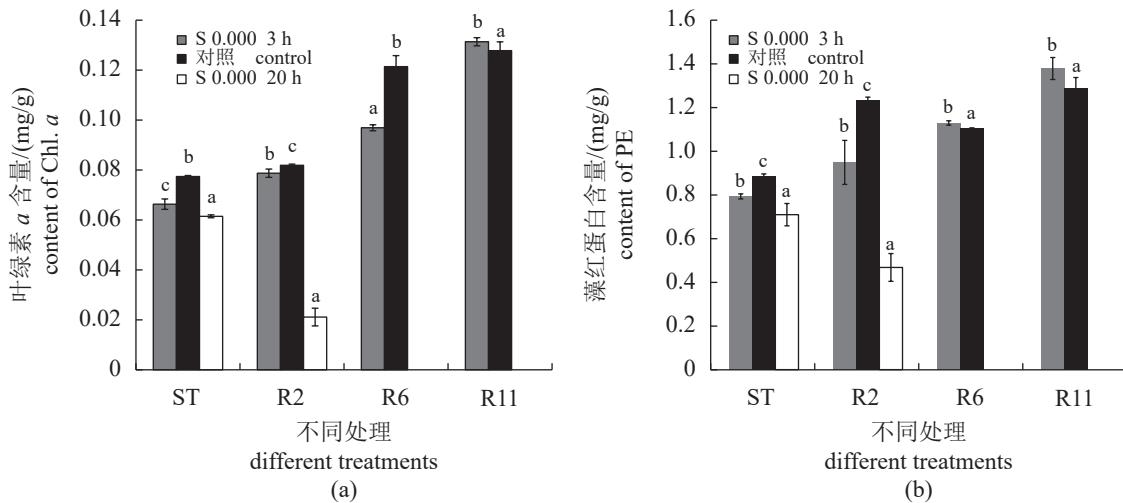 0.14
0.12
0.10
0.08
0.06
0.04
0.02
0
叶绿素 a 含量/(mg/g)
content of Chl. a
S 0.000 3 h
对照 control
S 0.000 20 h
c
b
a
b
c
a
a
b
b
a
ST
R2
R6
R11
不同处理
different treatments
(a)
1.6
1.4
1.2
1.0
0.8
0.6
0.4
0.2
0
藻红蛋白含量/(mg/g)
content of PE
S 0.000 3 h
对照 control
S 0.000 20 h
b
c
a
b
c
a
b
a
b
a
ST
R2
R6
R11
不同处理
different treatments
(b)